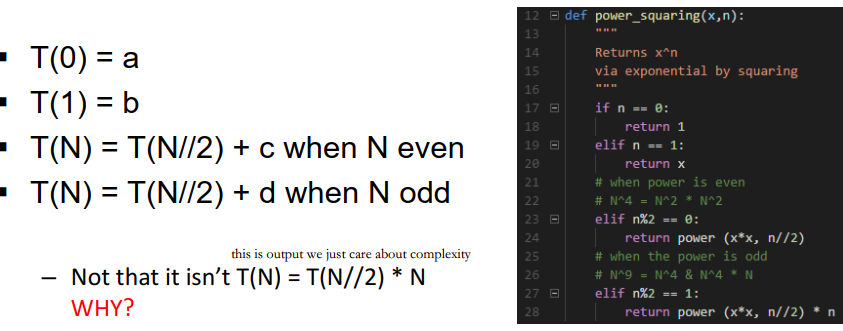 T(0) = a
T(1) = b
T(N) = T(N//2) + c when N even
T(N) = T(N//2) + d when N odd
this is output we just care about complexity
– Not that it isn't T(N) = T(N//2) * N
WHY?
12 def power_squaring(x,n):
13 """
14 Returns x^n
15 via exponential by squaring
16 """
17 if n == 0:
18 return 1
19 elif n == 1:
20 return x
21 # when power is even
22 # N^4 = N^2 * N^2
23 elif n%2 == 0:
24 return power (x*x, n//2)
25 # when the power is odd
26 # N^9 = N^4 & N^4 * N
27 elif n%2 == 1:
28 return power (x*x, n//2) * n